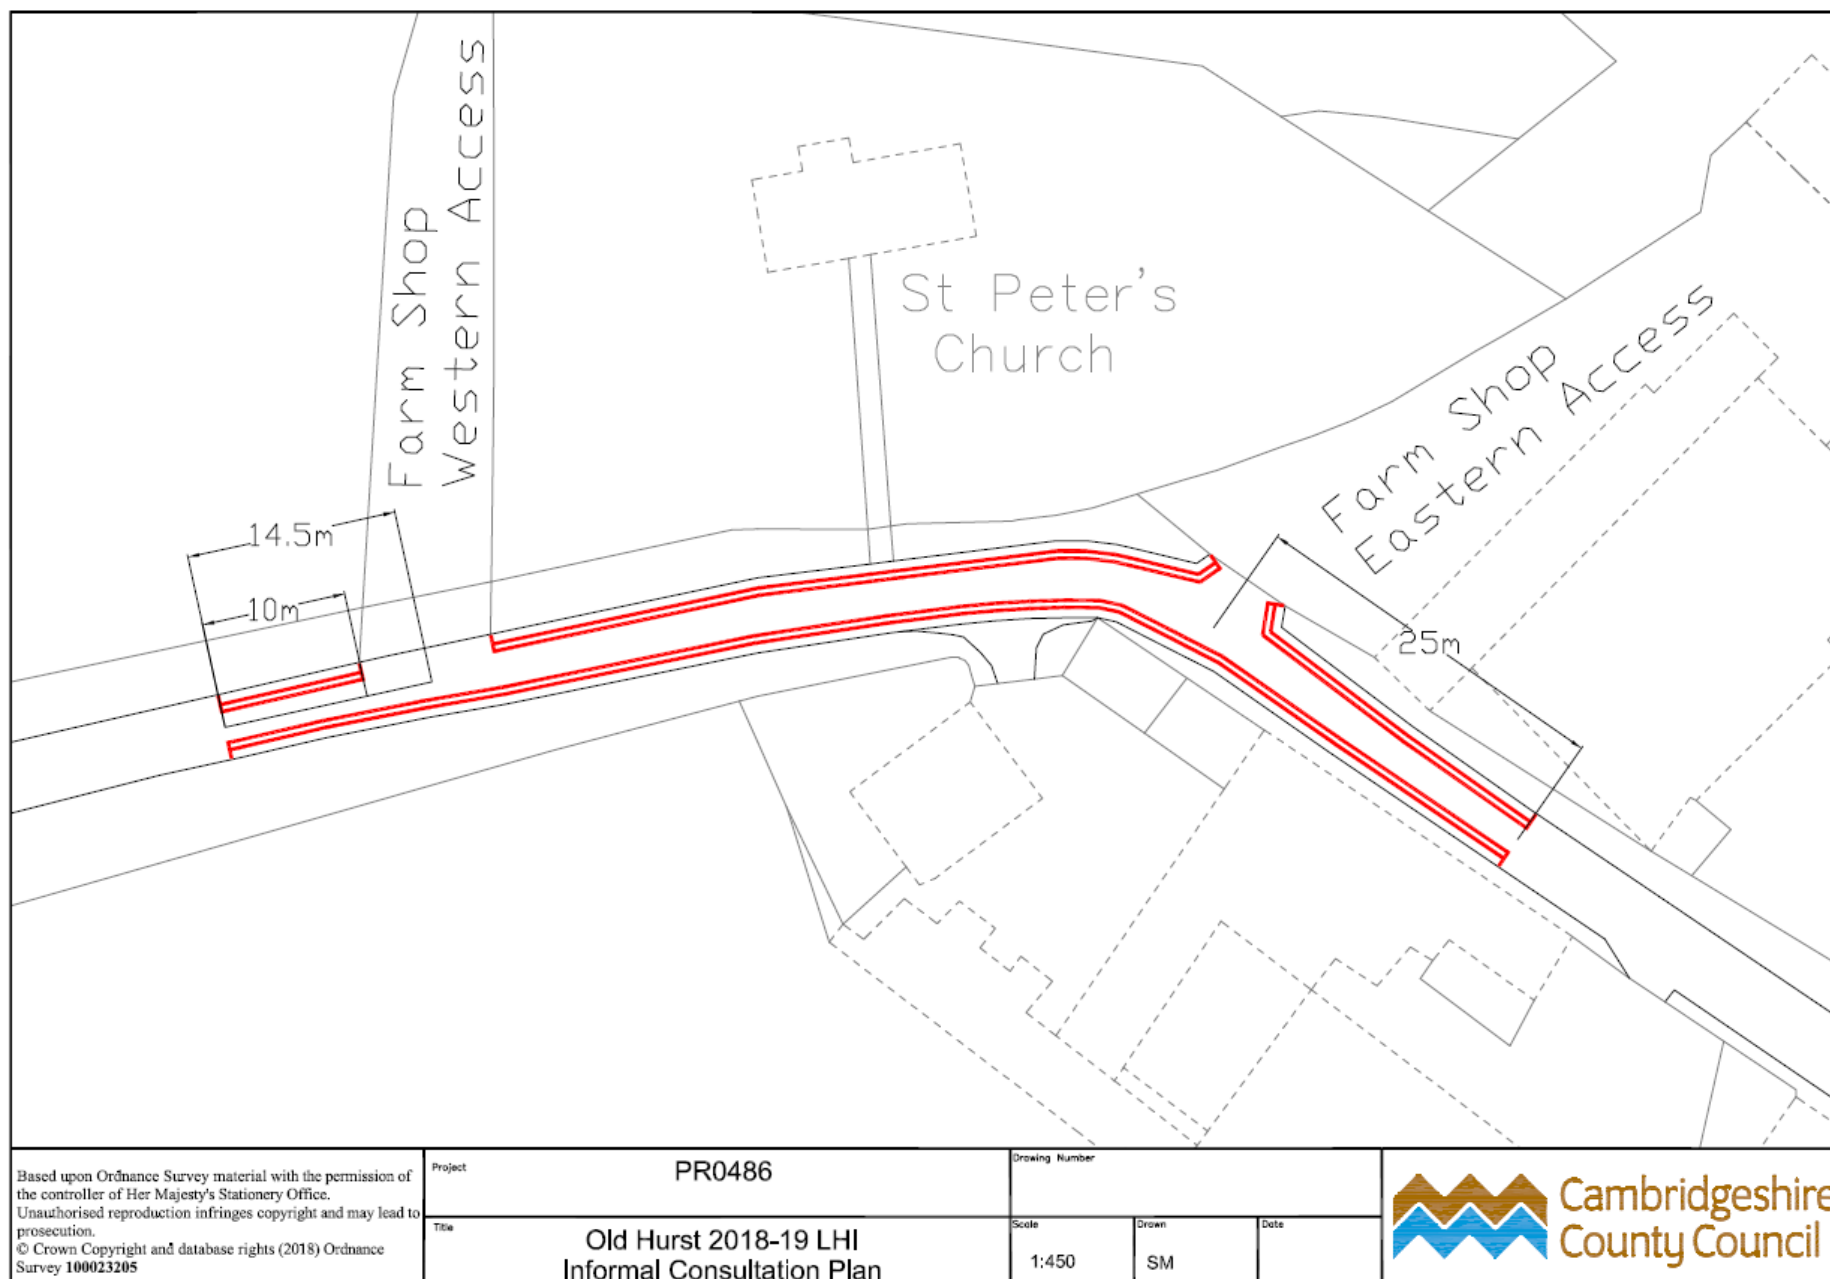 Farm Shop
Western Access
St Peter's
Church
Farm Shop
Eastern Access
14.5m
10m
25m
Based upon Ordnance Survey material with the permission of
the controller of Her Majesty's Stationery Office.
Unauthorised reproduction infringes copyright and may lead to
prosecution.
© Crown Copyright and database rights (2018) Ordnance
Survey 100023205
Project
PR0486
Title
Old Hurst 2018-19 LHI
Informal Consultation Plan
Drawing Number
Scale
1:450
Drawn
SM
Date
Cambridgeshire
County Council